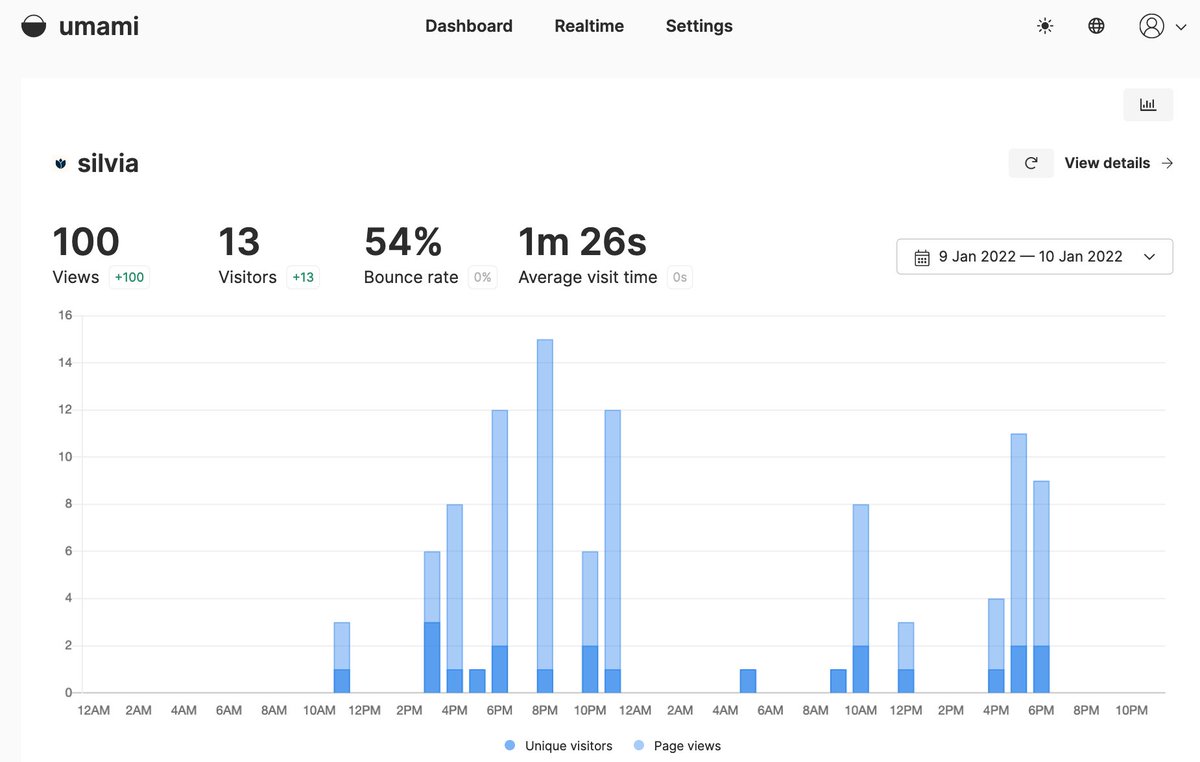 umami Dashboard Realtime Settings
silvia View details
100 13 54% 1m 26s
Views +100 Visitors +13 Bounce rate 0% Average visit time 0s
9 Jan 2022 — 10 Jan 2022
16
14
12
10
8
6
4
2
0
12AM 2AM 4AM 6AM 8AM 10AM 12PM 2PM 4PM 6PM 8PM 10PM 12AM 2AM 4AM 6AM 8AM 10AM 12PM 2PM 4PM 6PM 8PM 10PM
Unique visitors Page views